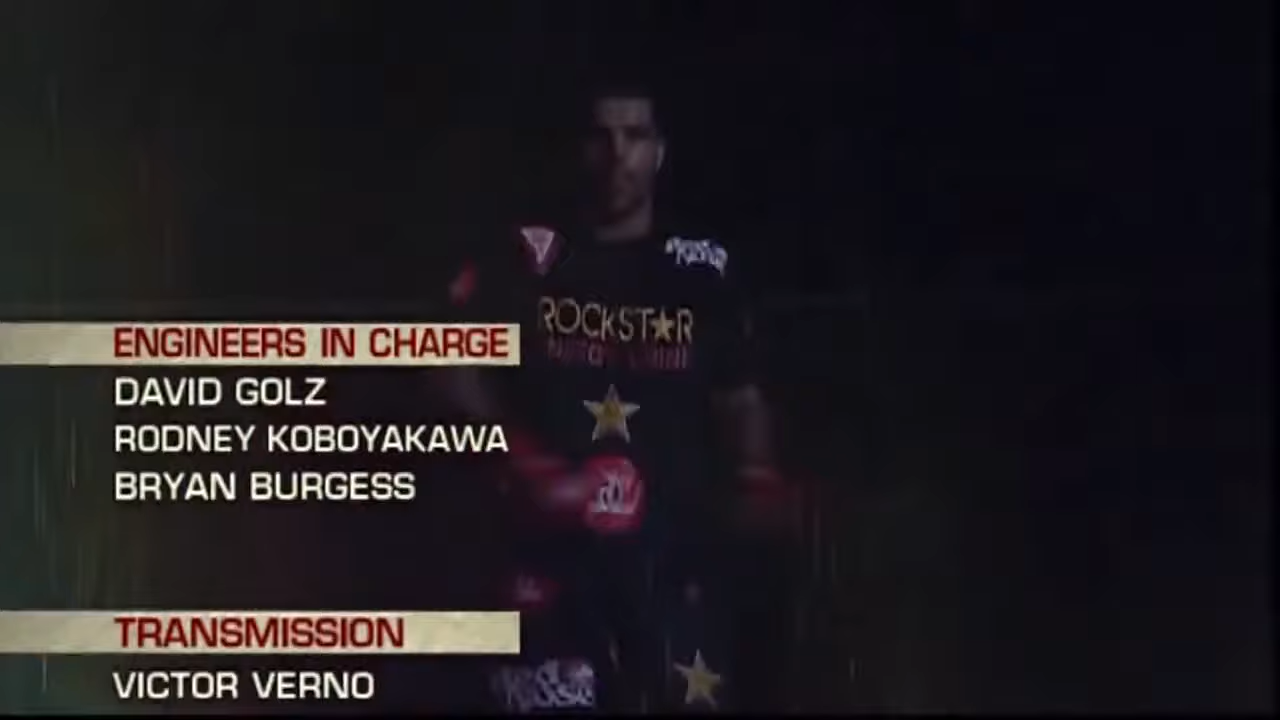 ROCKSTAR
ENGINEERS IN CHARGE
DAVID GOLZ
RODNEY KOBOYAKAWA
BRYAN BURGESS
TRANSMISSION
VICTOR VERNO